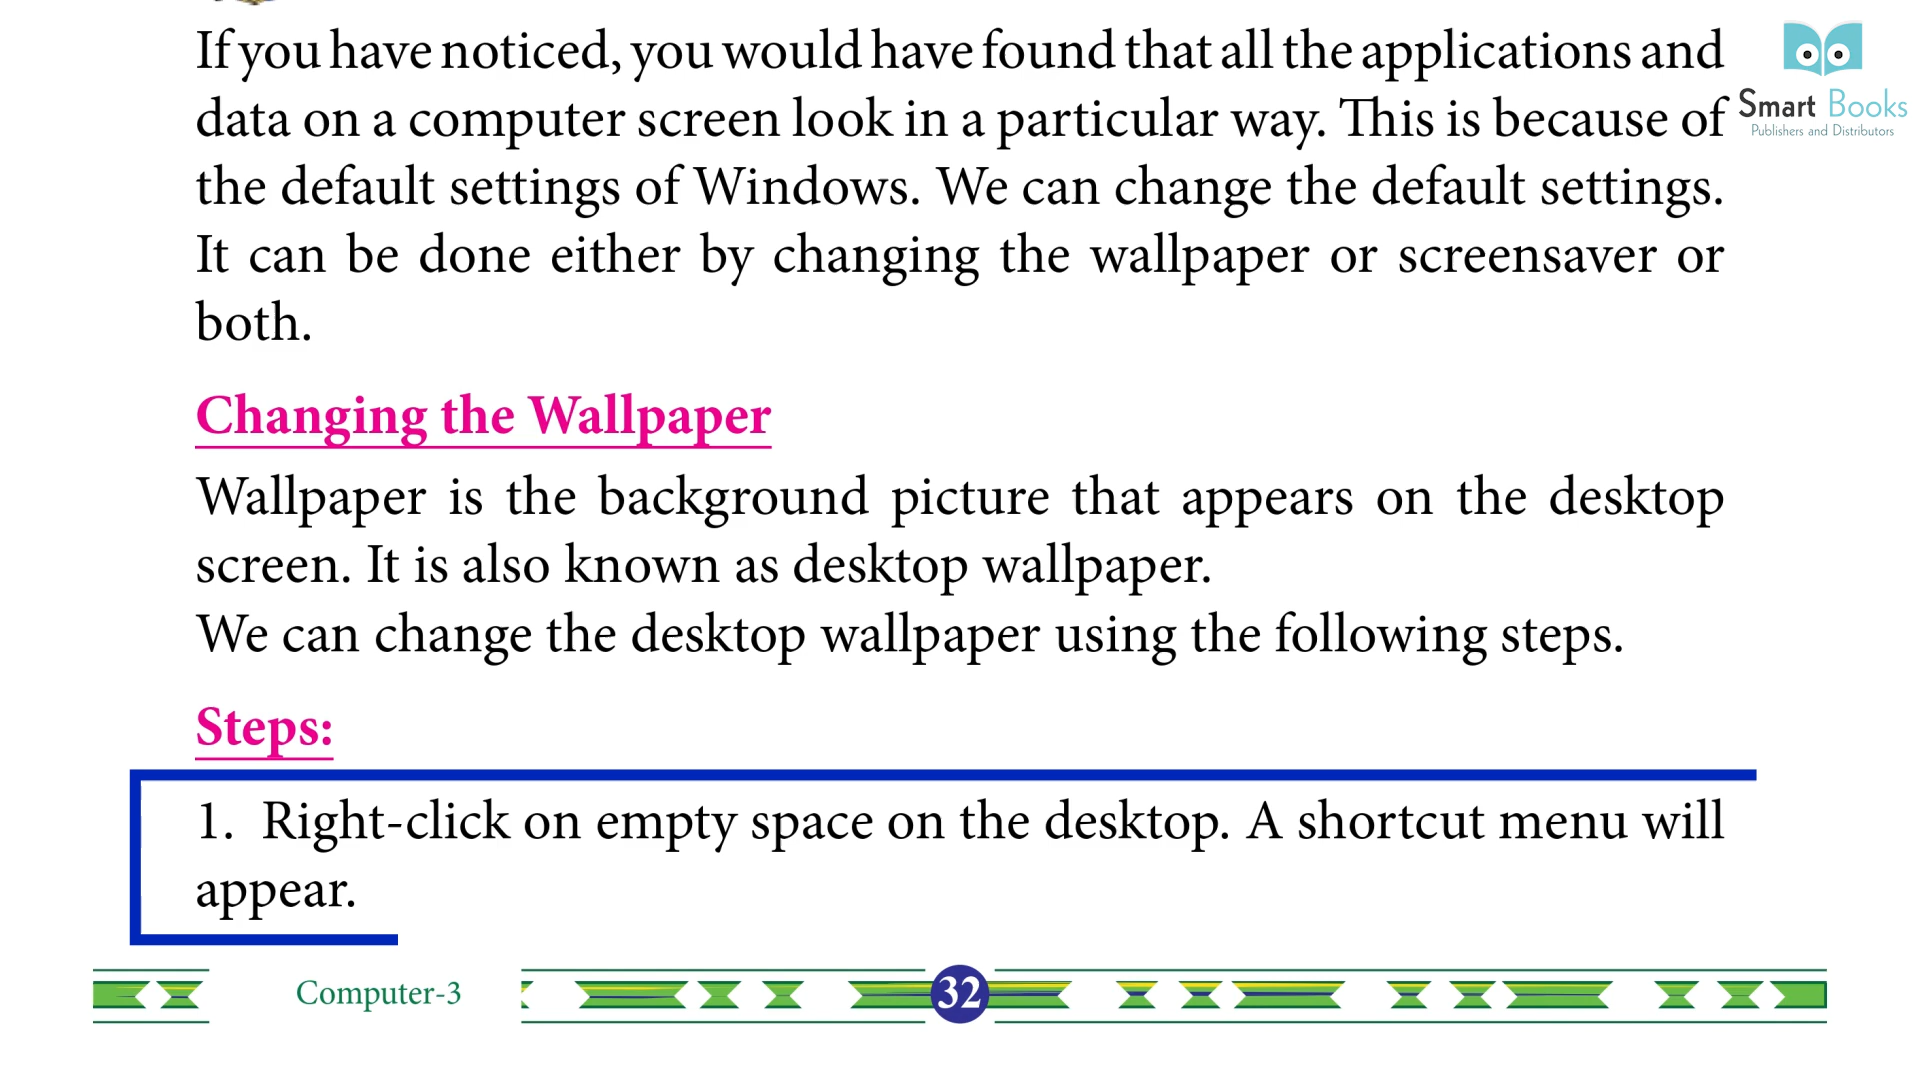 If you have noticed, you would have found that all the applications and
data on a computer screen look in a particular way. This is because of
the default settings of Windows. We can change the default settings.
It can be done either by changing the wallpaper or screensaver or
both.
Smart Books
Publishers and Distributors
Changing the Wallpaper
Wallpaper is the background picture that appears on the desktop
screen. It is also known as desktop wallpaper.
We can change the desktop wallpaper using the following steps.
Steps:
1. Right-click on empty space on the desktop. A shortcut menu will
appear.
Computer-3
32